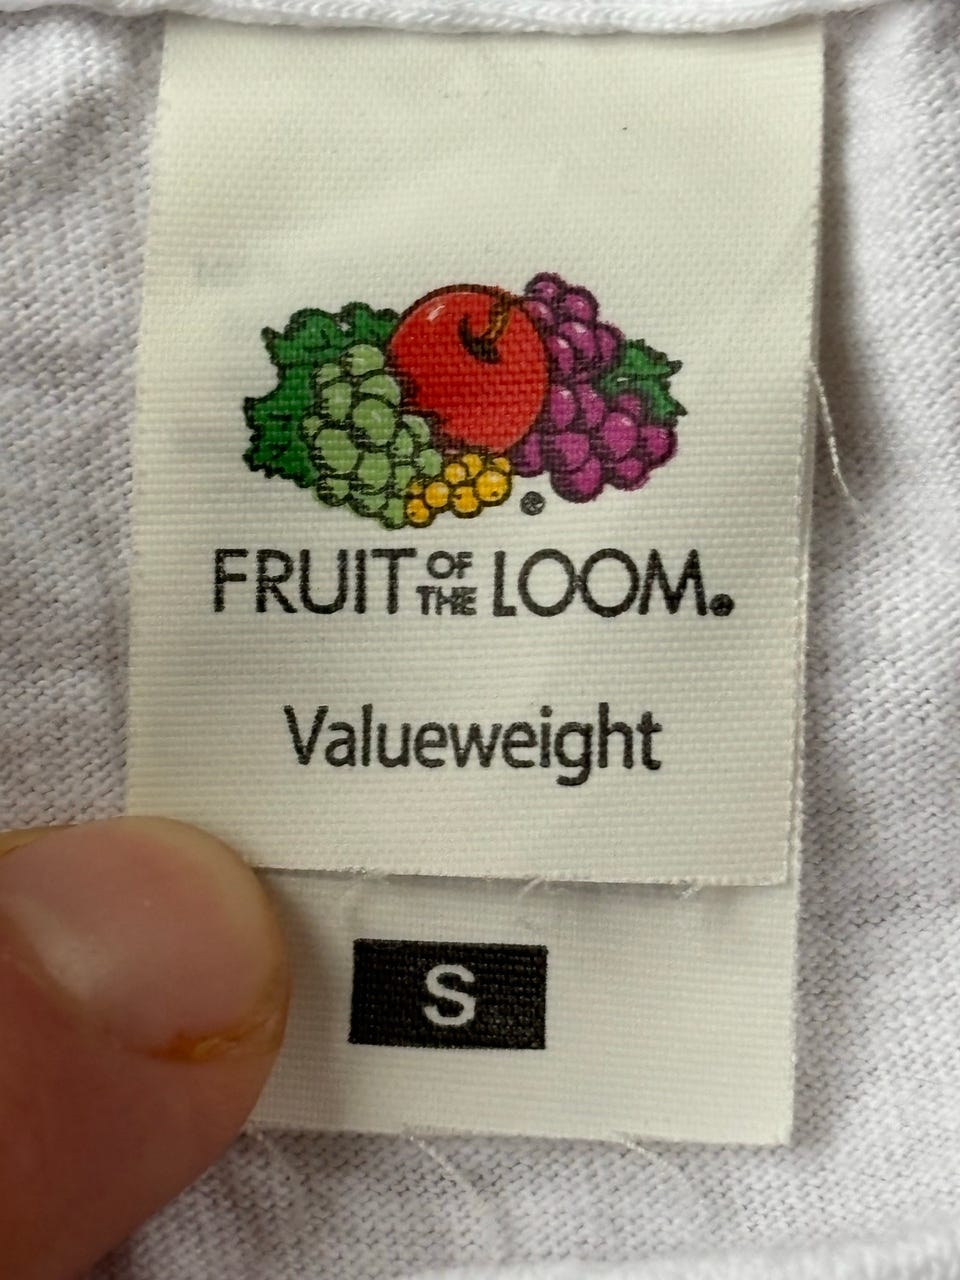 ®
FRUIT OF THE LOOM®
Valueweight
S